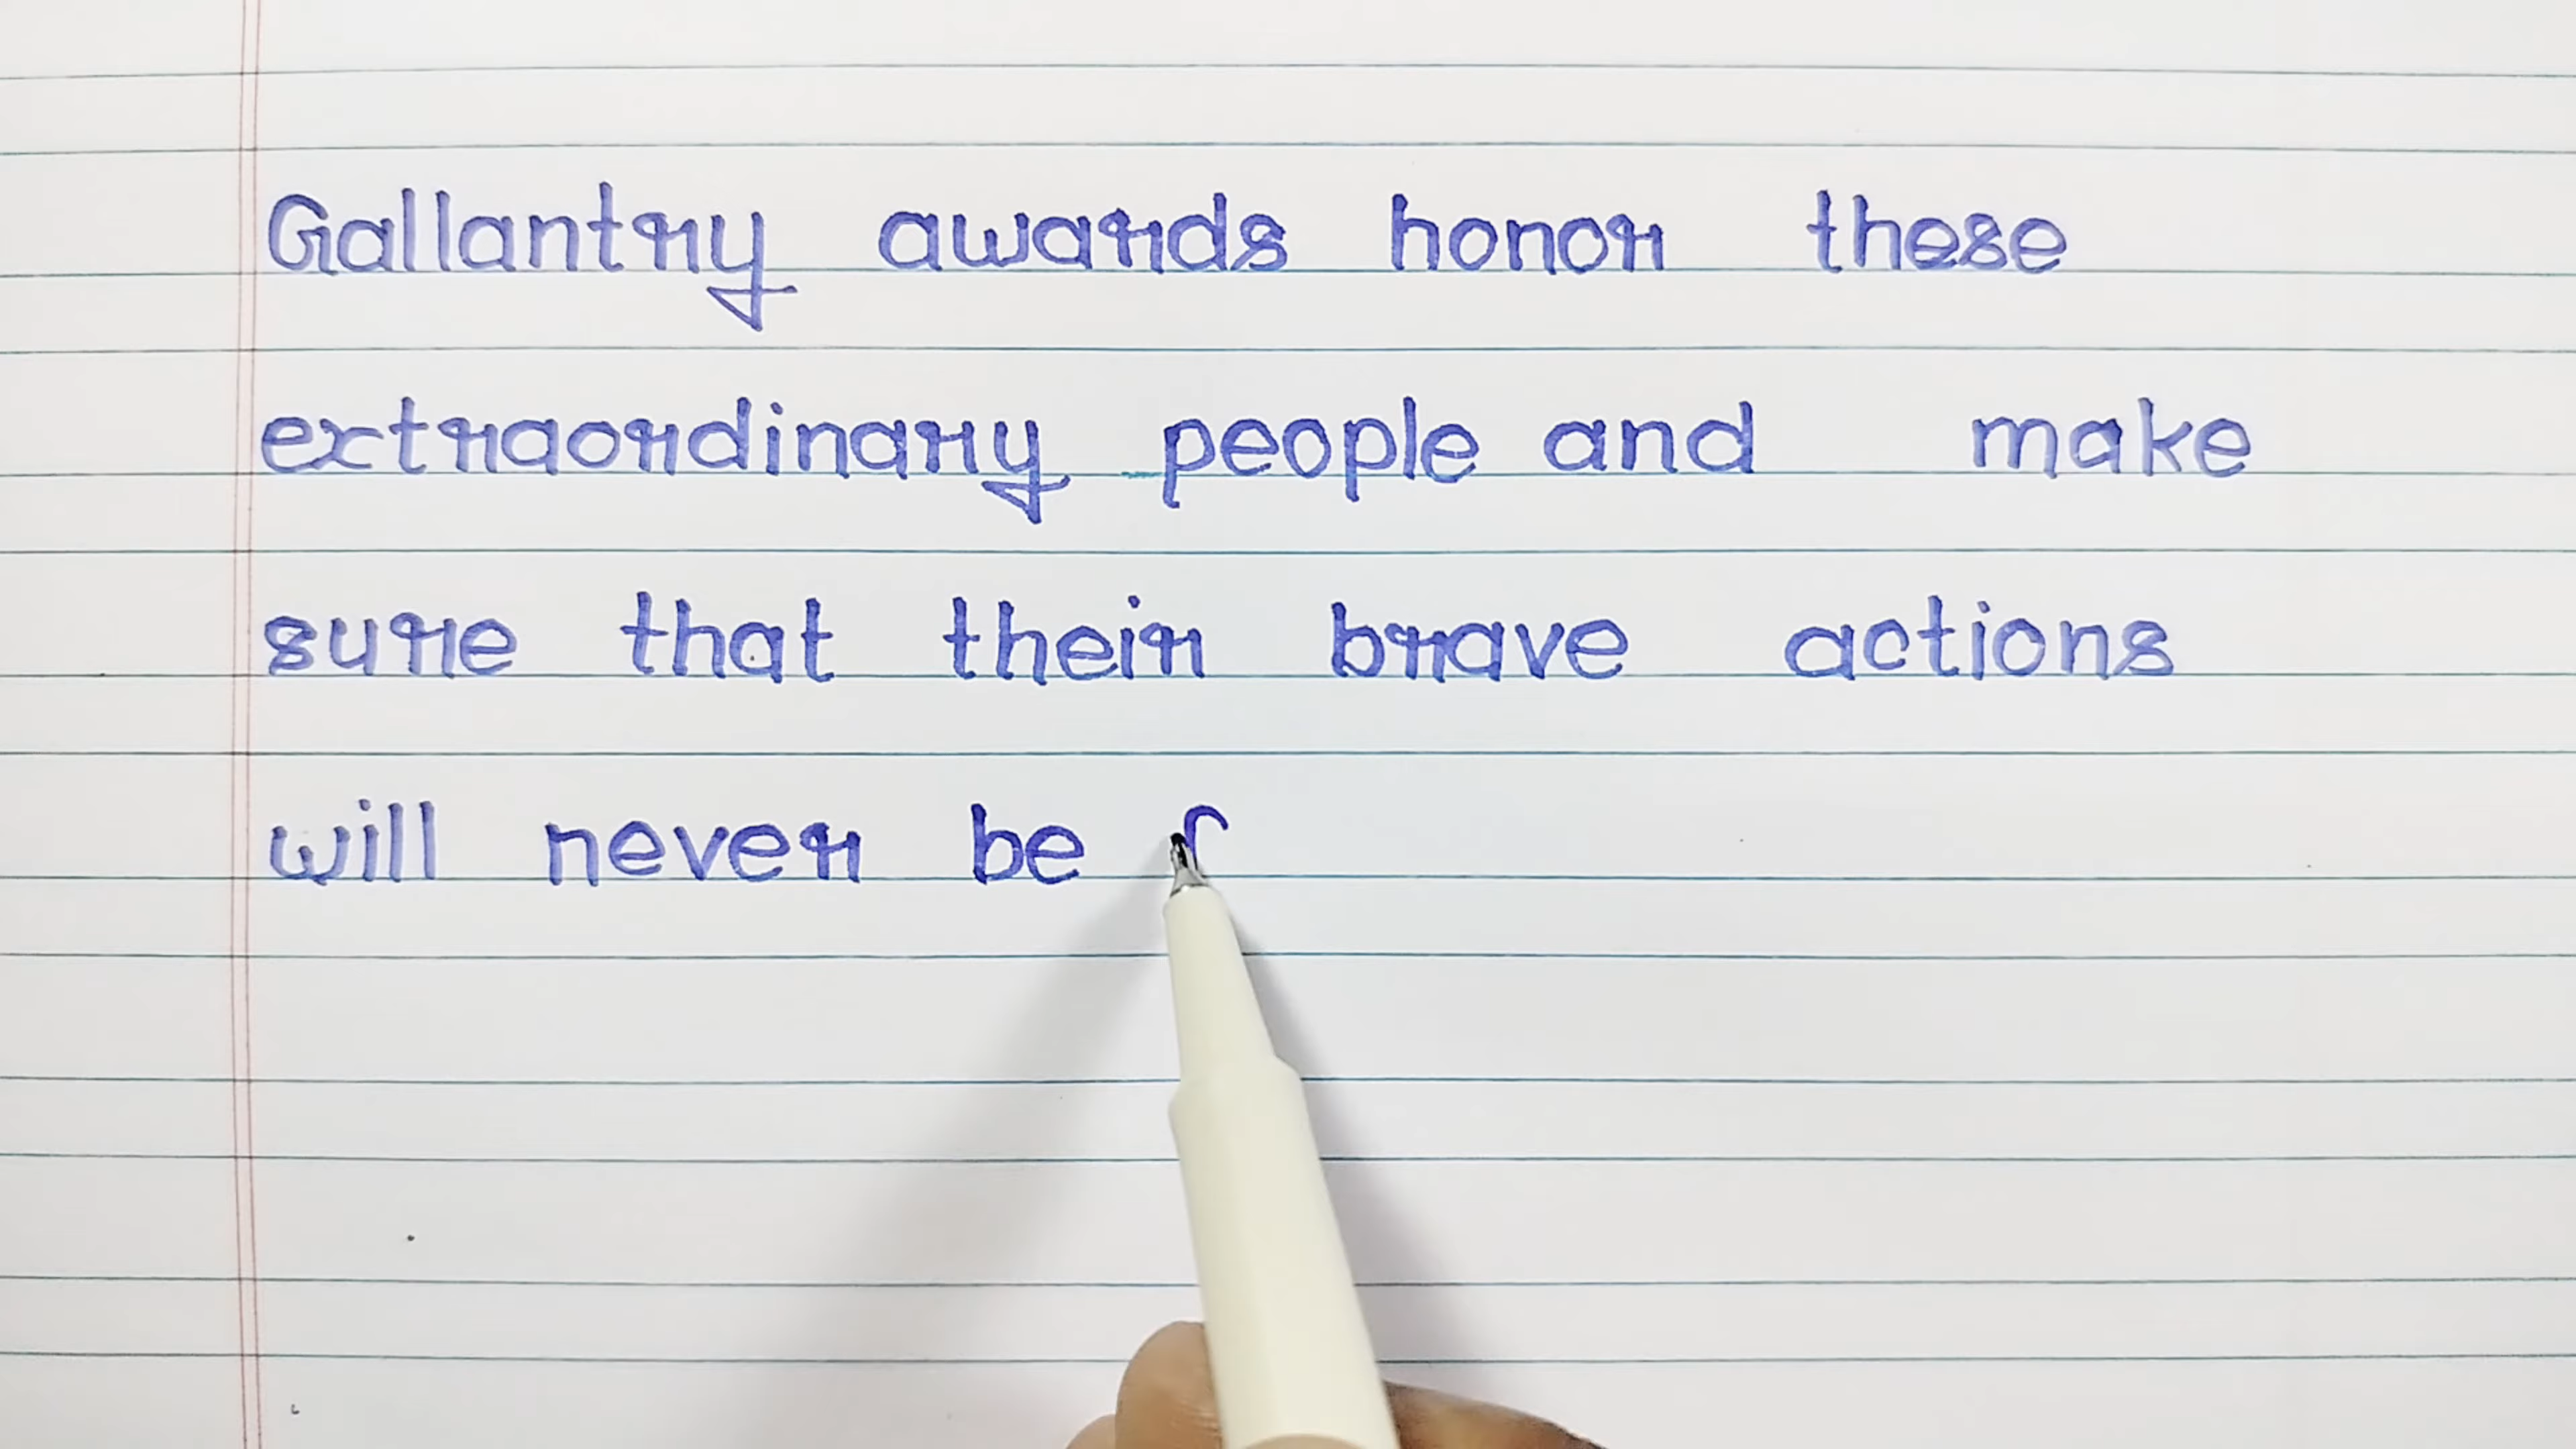 Gallantry awards honor these
extraordinary people and make
sure that their brave actions
will never be f